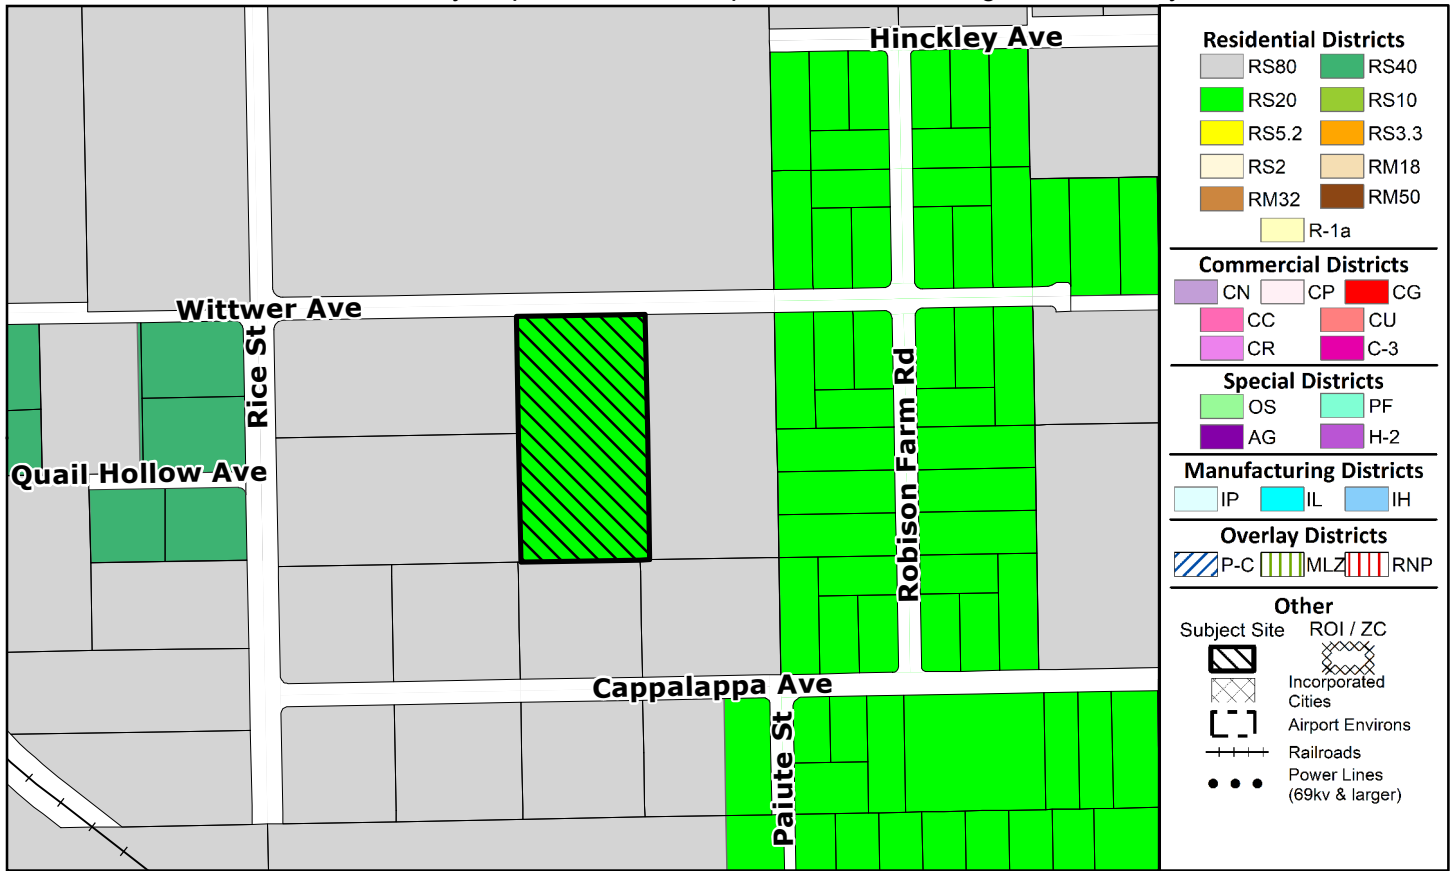 Hinckley Ave
Wittwer Ave
Rice St
Quail Hollow Ave
Robison Farm Rd
Cappalappa Ave
Paiute St
Residential Districts
RS80 RS40
RS20 RS10
RS5.2 RS3.3
RS2 RM18
RM32 RM50
R-1a
Commercial Districts
CN CP CG
CC CU
CR C-3
Special Districts
OS PF
AG H-2
Manufacturing Districts
IP IL IH
Overlay Districts
P-C MLZ RNP
Other
Subject Site ROI / ZC
Incorporated
Cities
Airport Environs
Railroads
Power Lines
(69kv & larger)